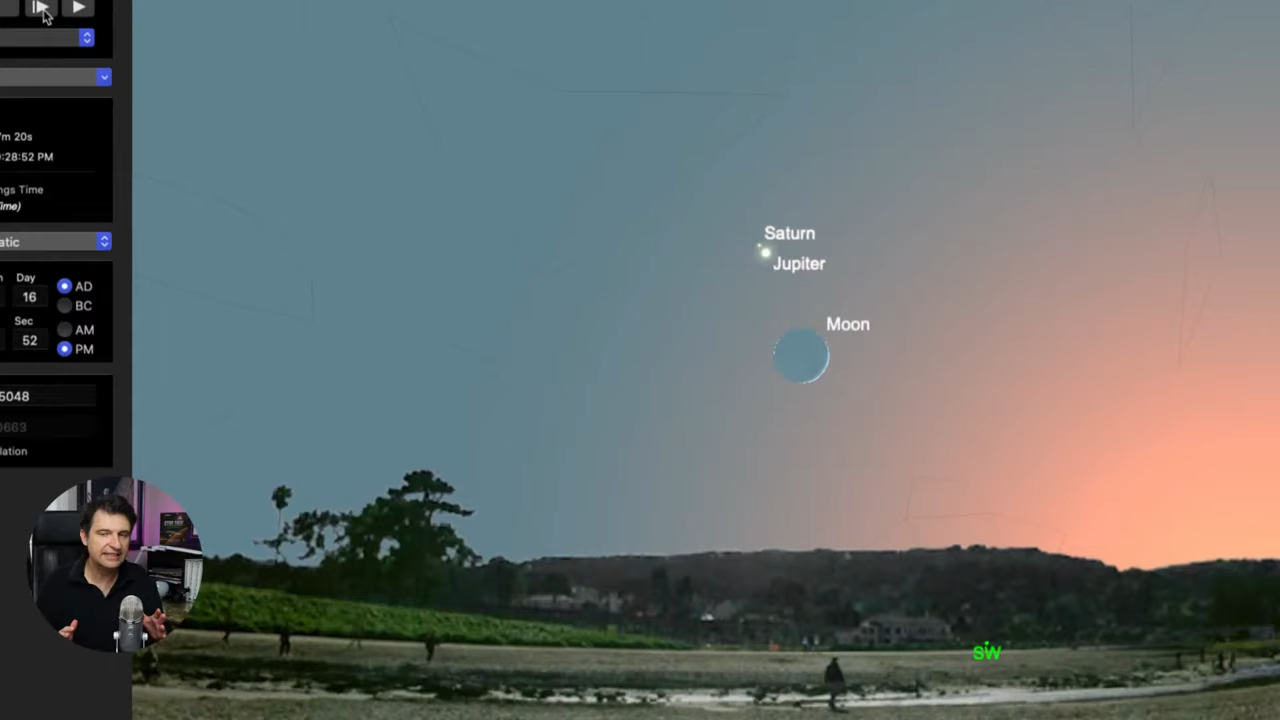 m 20s
:28:52 PM
ngs Time
ime)
atic
Day
16
AD
BC
Sec
52
AM
PM
5048
0663
lation
Saturn
Jupiter
Moon
SW